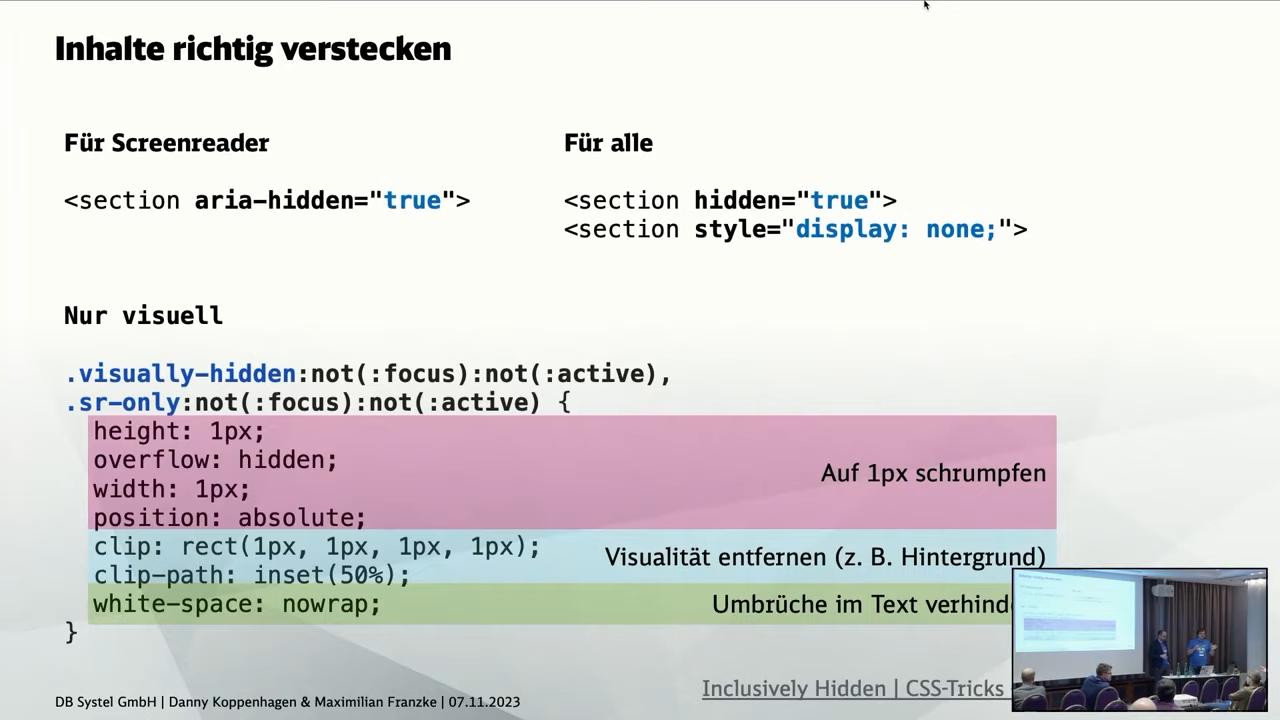 Inhalte richtig verstecken
Für Screenreader
<section aria-hidden="true">
Für alle
<section hidden="true">
<section style="display: none;">
Nur visuell
.visually-hidden:not(:focus):not(:active),
.sr-only:not(:focus):not(:active) {
height: 1px;
overflow: hidden;
width: 1px;
position: absolute;
Auf 1px schrumpfen
clip: rect(1px, 1px, 1px, 1px);
clip-path: inset(50%);
Visualität entfernen (z. B. Hintergrund)
white-space: nowrap;
Umbrüche im Text verhind
}
Inclusively Hidden | CSS-Tricks
DB Systel GmbH | Danny Koppenhagen & Maximilian Franzke | 07.11.2023